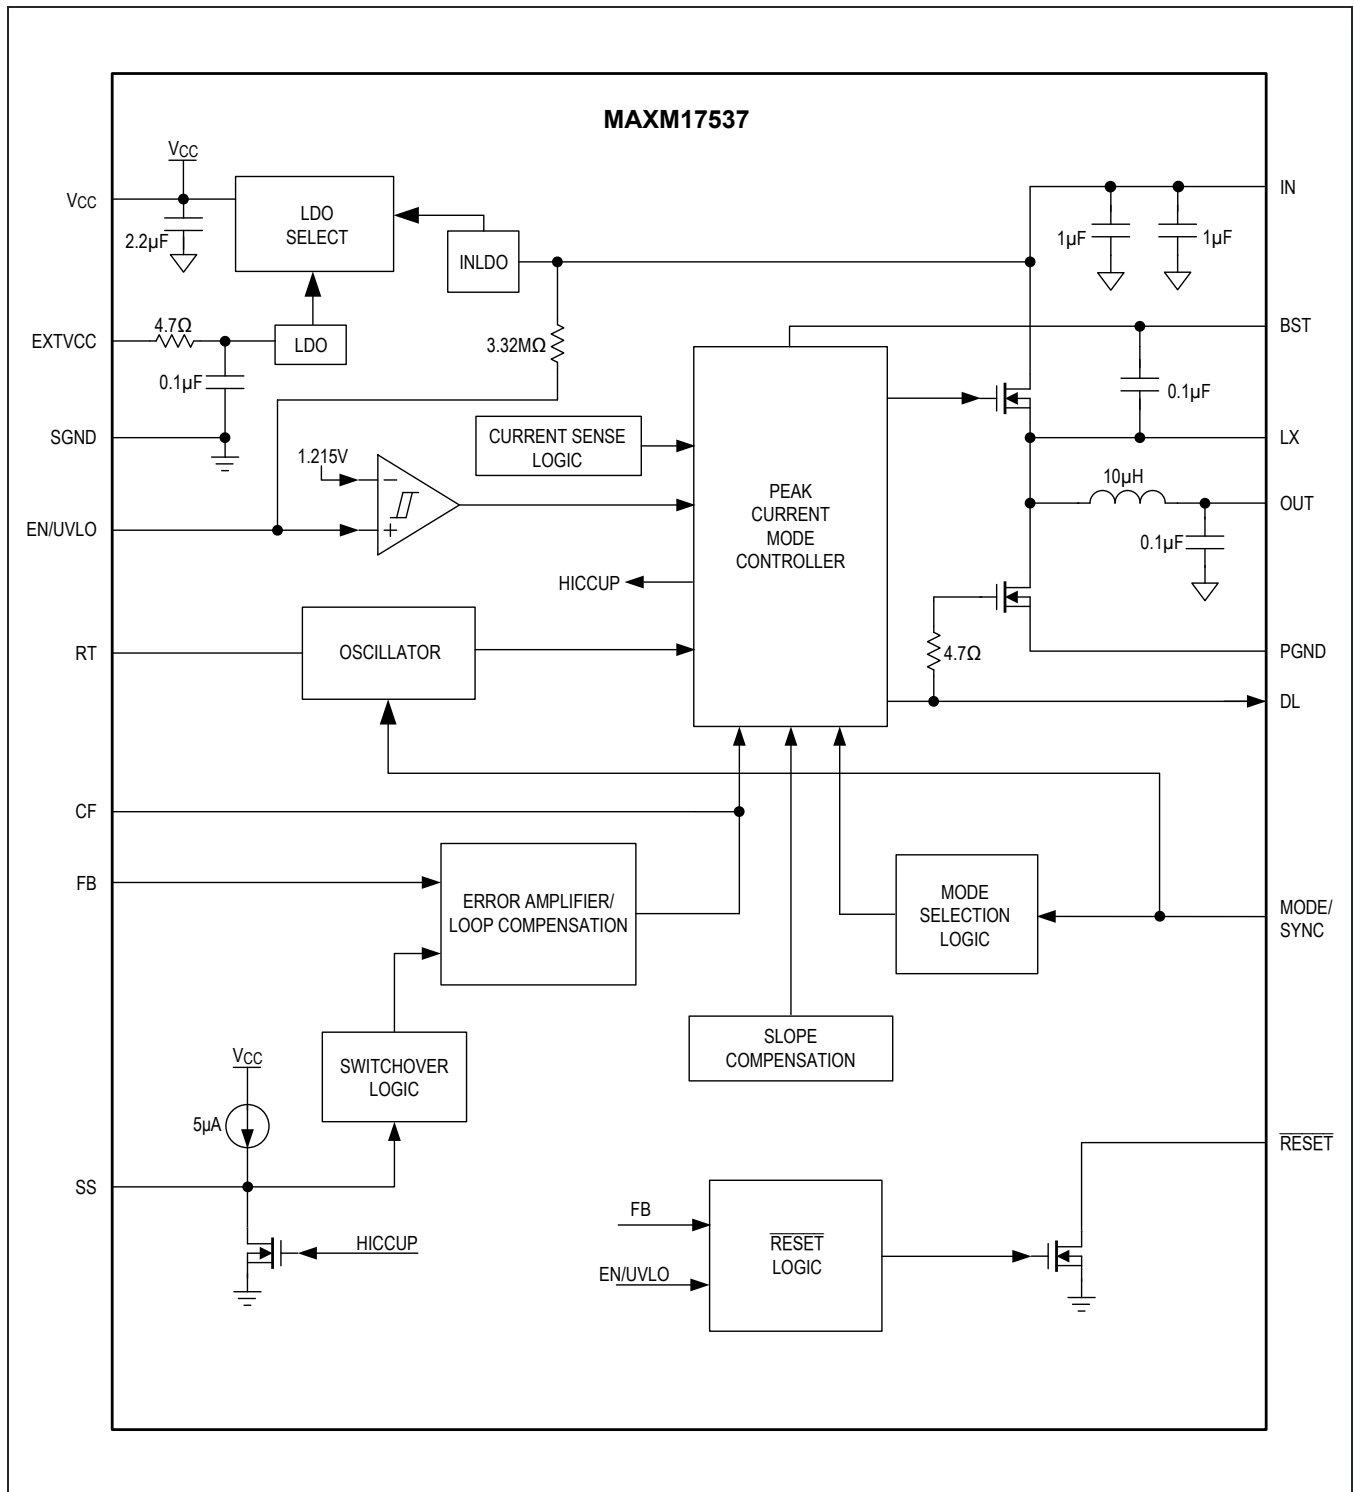 MAXM17537
VCC
VCC
2.2µF
LDO
SELECT
INLDO
IN
1µF
1µF
EXTVCC
4.7Ω
LDO
0.1µF
3.32MΩ
BST
0.1µF
SGND
CURRENT SENSE
LOGIC
LX
1.215V
−
+
EN/UVLO
PEAK
CURRENT
MODE
CONTROLLER
10µH
OUT
0.1µF
HICCUP
RT
OSCILLATOR
4.7Ω
PGND
DL
CF
FB
ERROR AMPLIFIER/
LOOP COMPENSATION
MODE
SELECTION
LOGIC
MODE/
SYNC
SLOPE
COMPENSATION
VCC
SWITCHOVER
LOGIC
5µA
SS
HICCUP
RESET
FB
EN/UVLO
RESET
LOGIC